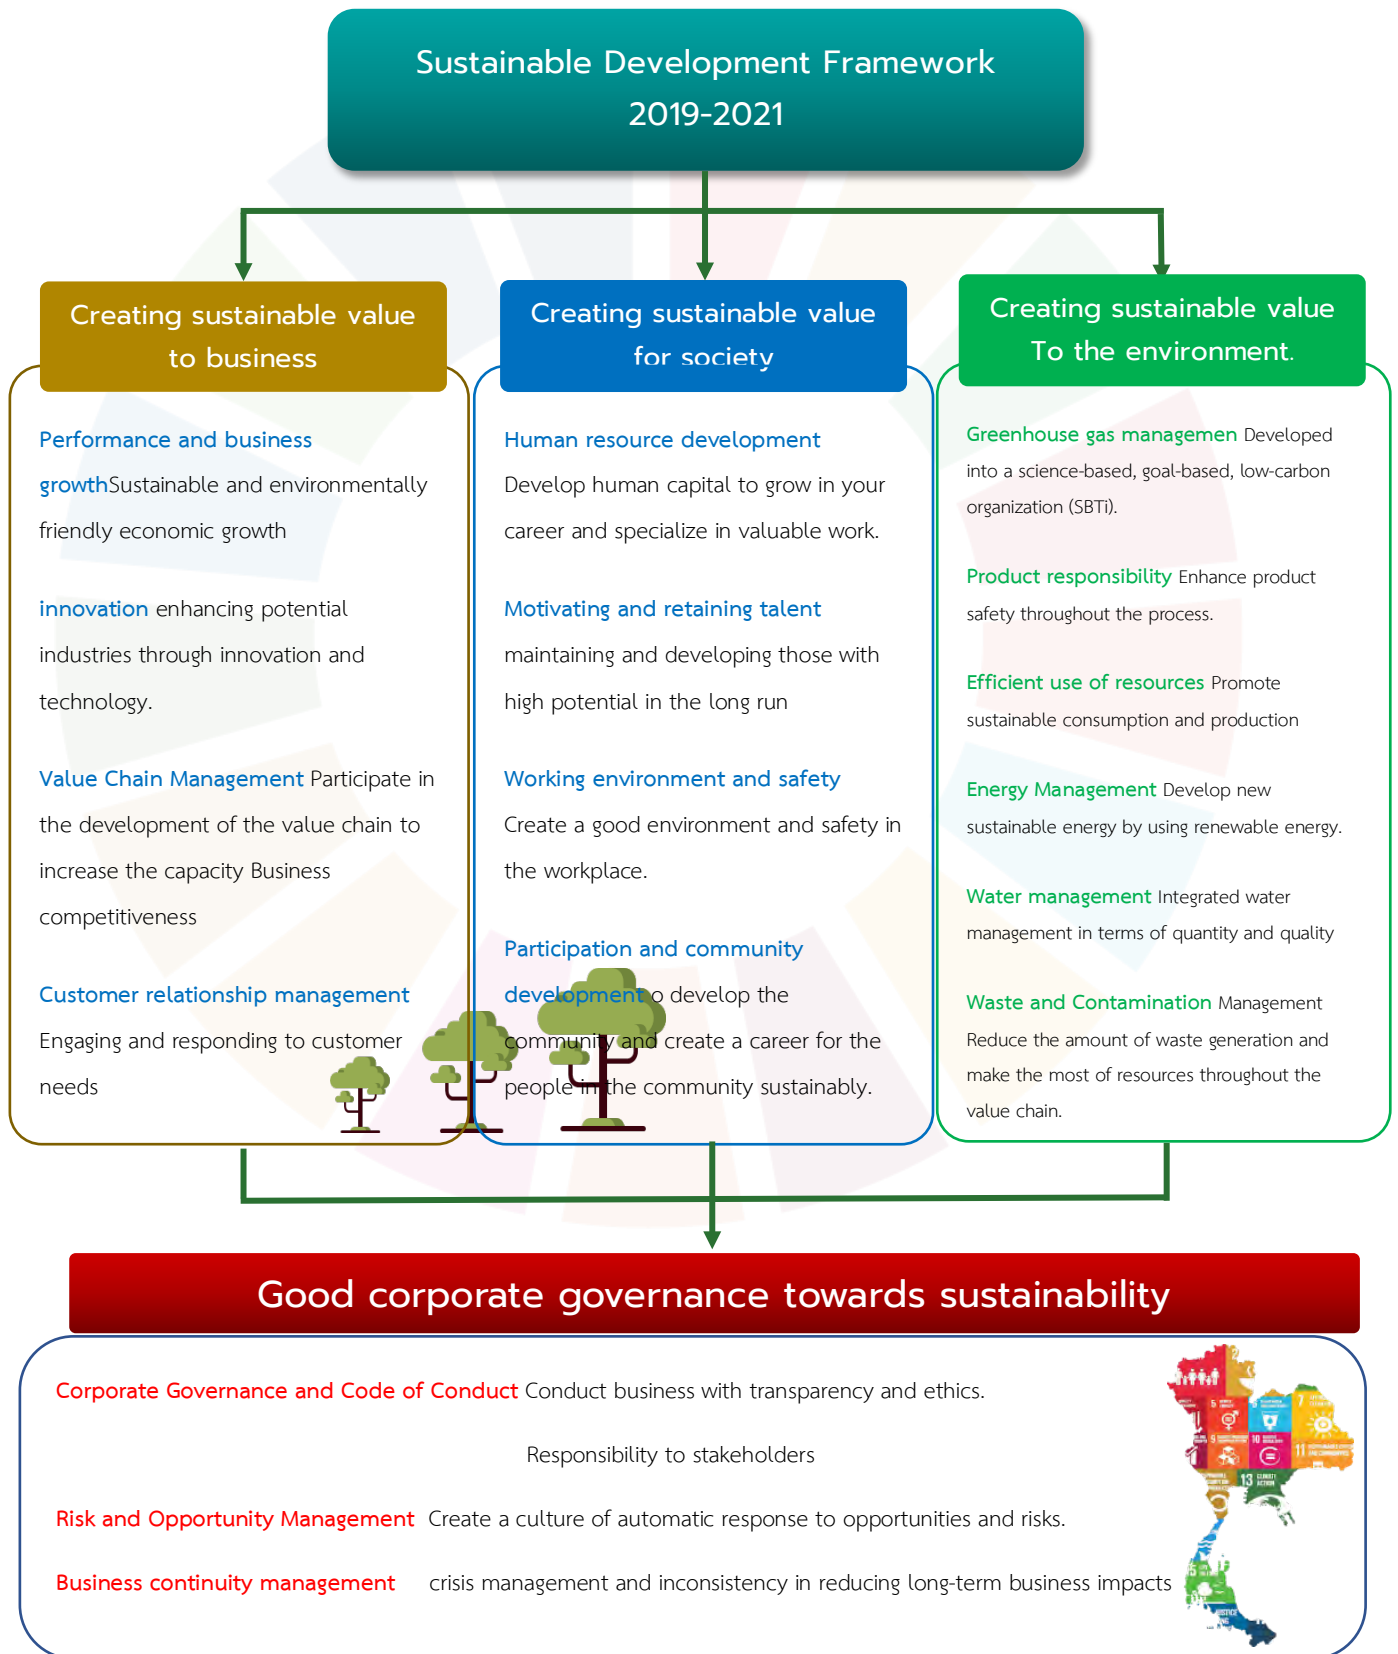 Sustainable Development Framework
2019-2021
Creating sustainable value
to business
Performance and business
growthSustainable and environmentally
friendly economic growth
innovation enhancing potential
industries through innovation and
technology.
Value Chain Management Participate in
the development of the value chain to
increase the capacity Business
competitiveness
Customer relationship management
Engaging and responding to customer
needs
Creating sustainable value
for society
Human resource development
Develop human capital to grow in your
career and specialize in valuable work.
Motivating and retaining talent
maintaining and developing those with
high potential in the long run
Working environment and safety
Create a good environment and safety in
the workplace.
Participation and community
development o develop the
community and create a career for the
people in the community sustainably.
Creating sustainable value
To the environment.
Greenhouse gas managemen Developed
into a science-based, goal-based, low-carbon
organization (SBTi).
Product responsibility Enhance product
safety throughout the process.
Efficient use of resources Promote
sustainable consumption and production
Energy Management Develop new
sustainable energy by using renewable energy.
Water management Integrated water
management in terms of quantity and quality
Waste and Contamination Management
Reduce the amount of waste generation and
make the most of resources throughout the
value chain.
Good corporate governance towards sustainability
Corporate Governance and Code of Conduct Conduct business with transparency and ethics.
Responsibility to stakeholders
Risk and Opportunity Management Create a culture of automatic response to opportunities and risks.
Business continuity management crisis management and inconsistency in reducing long-term business impacts
5
7
9
10
11
13 CLIMATE
ACTION